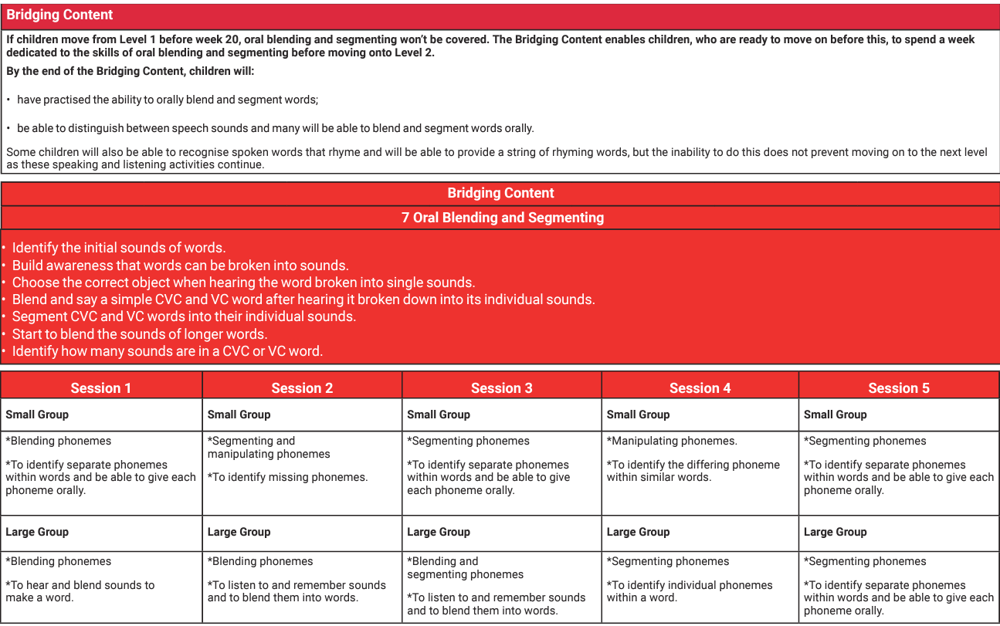 Bridging Content
If children move from Level 1 before week 20, oral blending and segmenting won't be covered. The Bridging Content enables children, who are ready to move on before this, to spend a week
dedicated to the skills of oral blending and segmenting before moving onto Level 2.
By the end of the Bridging Content, children will:
• have practised the ability to orally blend and segment words;
• be able to distinguish between speech sounds and many will be able to blend and segment words orally.
Some children will also be able to recognise spoken words that rhyme and will be able to provide a string of rhyming words, but the inability to do this does not prevent moving on to the next level
as these speaking and listening activities continue.
Bridging Content
7 Oral Blending and Segmenting
• Identify the initial sounds of words.
• Build awareness that words can be broken into sounds.
• Choose the correct object when hearing the word broken into single sounds.
• Blend and say a simple CVC and VC word after hearing it broken down into its individual sounds.
• Segment CVC and VC words into their individual sounds.
• Start to blend the sounds of longer words.
• Identify how many sounds are in a CVC or VC word.
Session 1
Session 2
Session 3
Session 4
Session 5
Small Group
Small Group
Small Group
Small Group
Small Group
*Blending phonemes
*To identify separate phonemes
within words and be able to give each
phoneme orally.
*Segmenting and
manipulating phonemes
*To identify missing phonemes.
*Segmenting phonemes
*To identify separate phonemes
within words and be able to give
each phoneme orally.
*Manipulating phonemes.
*To identify the differing phoneme
within similar words.
*Segmenting phonemes
*To identify separate phonemes
within words and be able to give each
phoneme orally.
Large Group
Large Group
Large Group
Large Group
Large Group
*Blending phonemes
*To hear and blend sounds to
make a word.
*Blending phonemes
*To listen to and remember sounds
and to blend them into words.
*Blending and
segmenting phonemes
*To listen to and remember sounds
and to blend them into words.
*Segmenting phonemes
*To identify individual phonemes
within a word.
*Segmenting phonemes
*To identify separate phonemes
within words and be able to give each
phoneme orally.